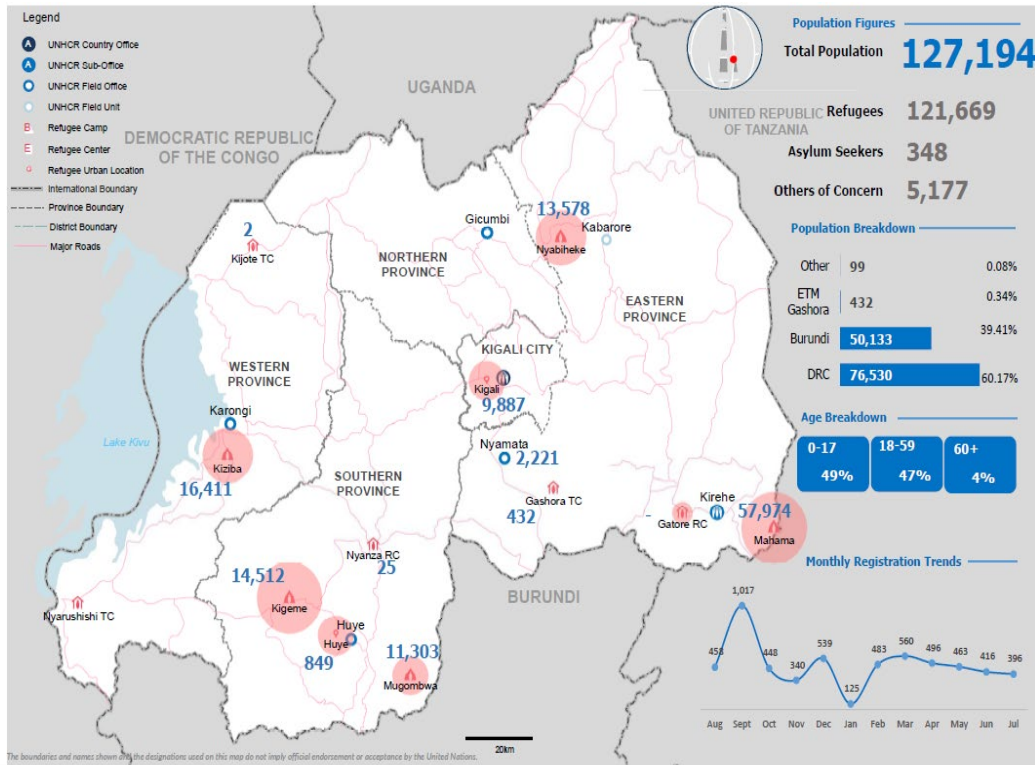 Legend
A UNHCR Country Office
A UNHCR Sub-Office
UNHCR Field Office
UNHCR Field Unit
B Refugee Camp
E Refugee Center
Refugee Urban Location
International Boundary
Province Boundary
District Boundary
Major Roads
Population Figures
Total Population 127,194
Refugees 121,669
Asylum Seekers 348
Others of Concern 5,177
UGANDA
UNITED REPUBLIC
OF TANZANIA
DEMOCRATIC REPUBLIC
OF THE CONGO
2
Kijote TC
Gicumbi
13,578
Nyabiheke
Kabarore
NORTHERN
PROVINCE
EASTERN
PROVINCE
WESTERN
PROVINCE
KIGALI CITY
Kigali
9,887
Karongi
Lake Kivu
Kiziba
16,411
Nyamata
2,221
SOUTHERN
PROVINCE
Gashora TC
432
Gatore RC
Kirehe
57,974
Mahama
Nyanza RC
25
14,512
Kigeme
Nyarushishi TC
Huye
Huye
849
11,303
Mugombwa
BURUNDI
20km
Population Breakdown
Other 99 0.08%
ETM
Gashora 432 0.34%
Burundi 50,133 39.41%
DRC 76,530 60.17%
Age Breakdown
0-17 18-59 60+
49% 47% 4%
Monthly Registration Trends
453 1,017 448 340 539 125 483 560 496 463 416 396
Aug Sept Oct Nov Dec Jan Feb Mar Apr May Jun Jul
The boundaries and names shown and the designations used on this map do not imply official endorsement or acceptance by the United Nations.